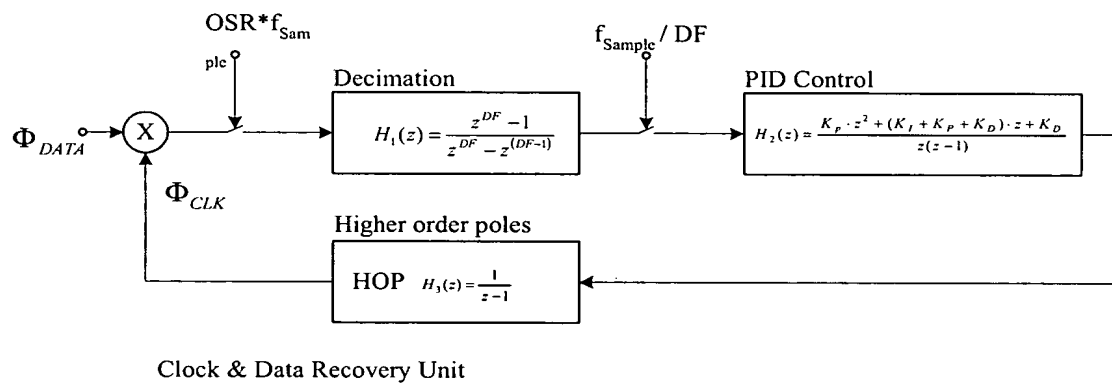 OSR*f_Sam
ple
f_Sample / DF
Decimation
PID Control
Φ_DATA
X
H_1(z) = (z^DF − 1) / (z^DF − z^(DF−1))
H_2(z) = (K_P · z^2 + (K_I + K_P + K_D) · z + K_D) / (z(z − 1))
Φ_CLK
Higher order poles
HOP H_3(z) = 1 / (z − 1)
Clock & Data Recovery Unit